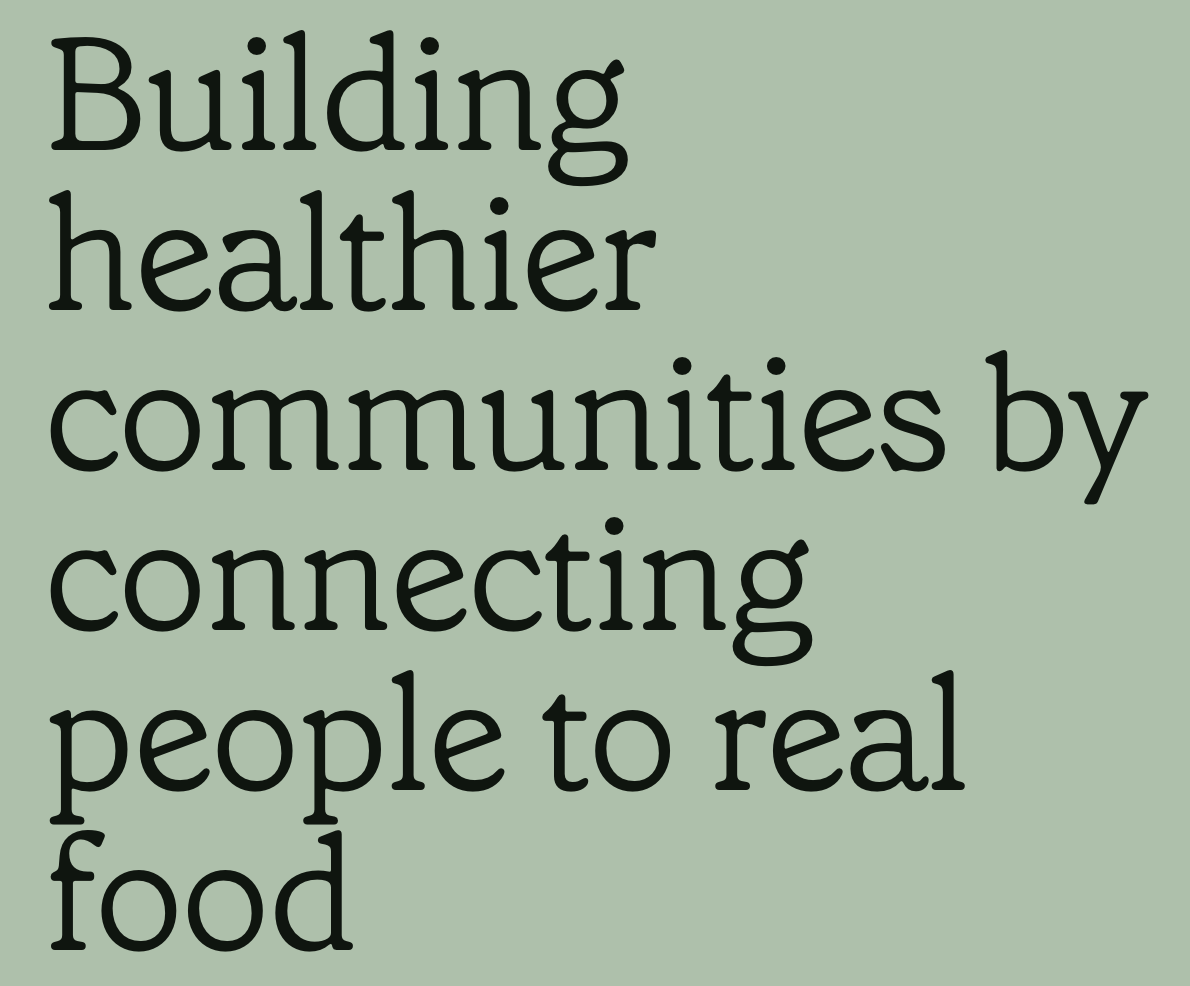 Building
healthier
communities by
connecting
people to real
food